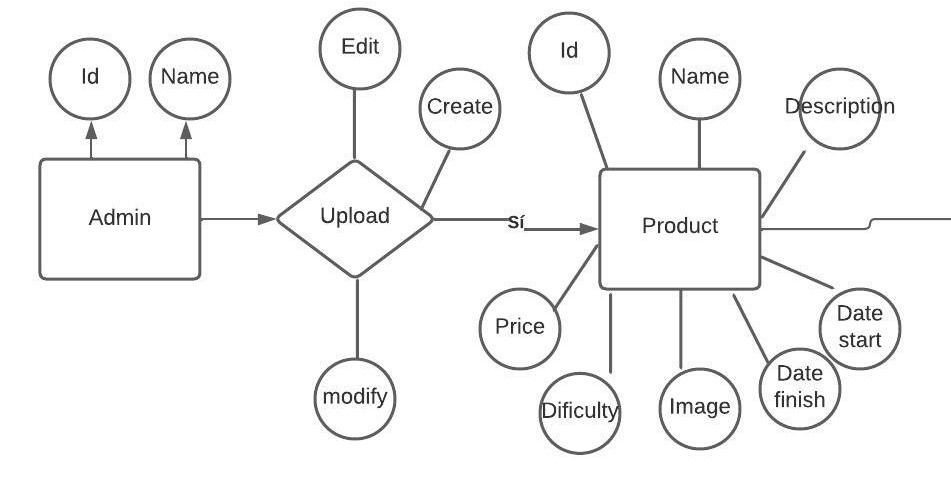 Id
Name
Edit
Create
Id
Name
Description
Admin
Upload
Sí
Product
Price
Dificulty
Image
Date
finish
Date
start
modify